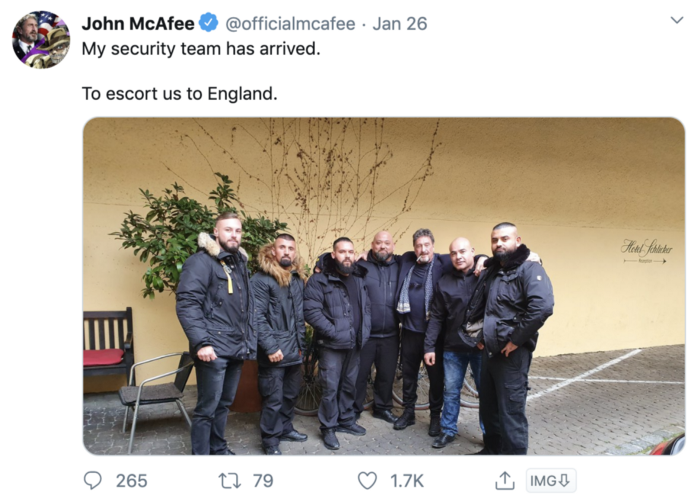 John McAfee @officialmcafee · Jan 26
My security team has arrived.
To escort us to England.
Hotel Schlicker
265 79 1.7K IMG